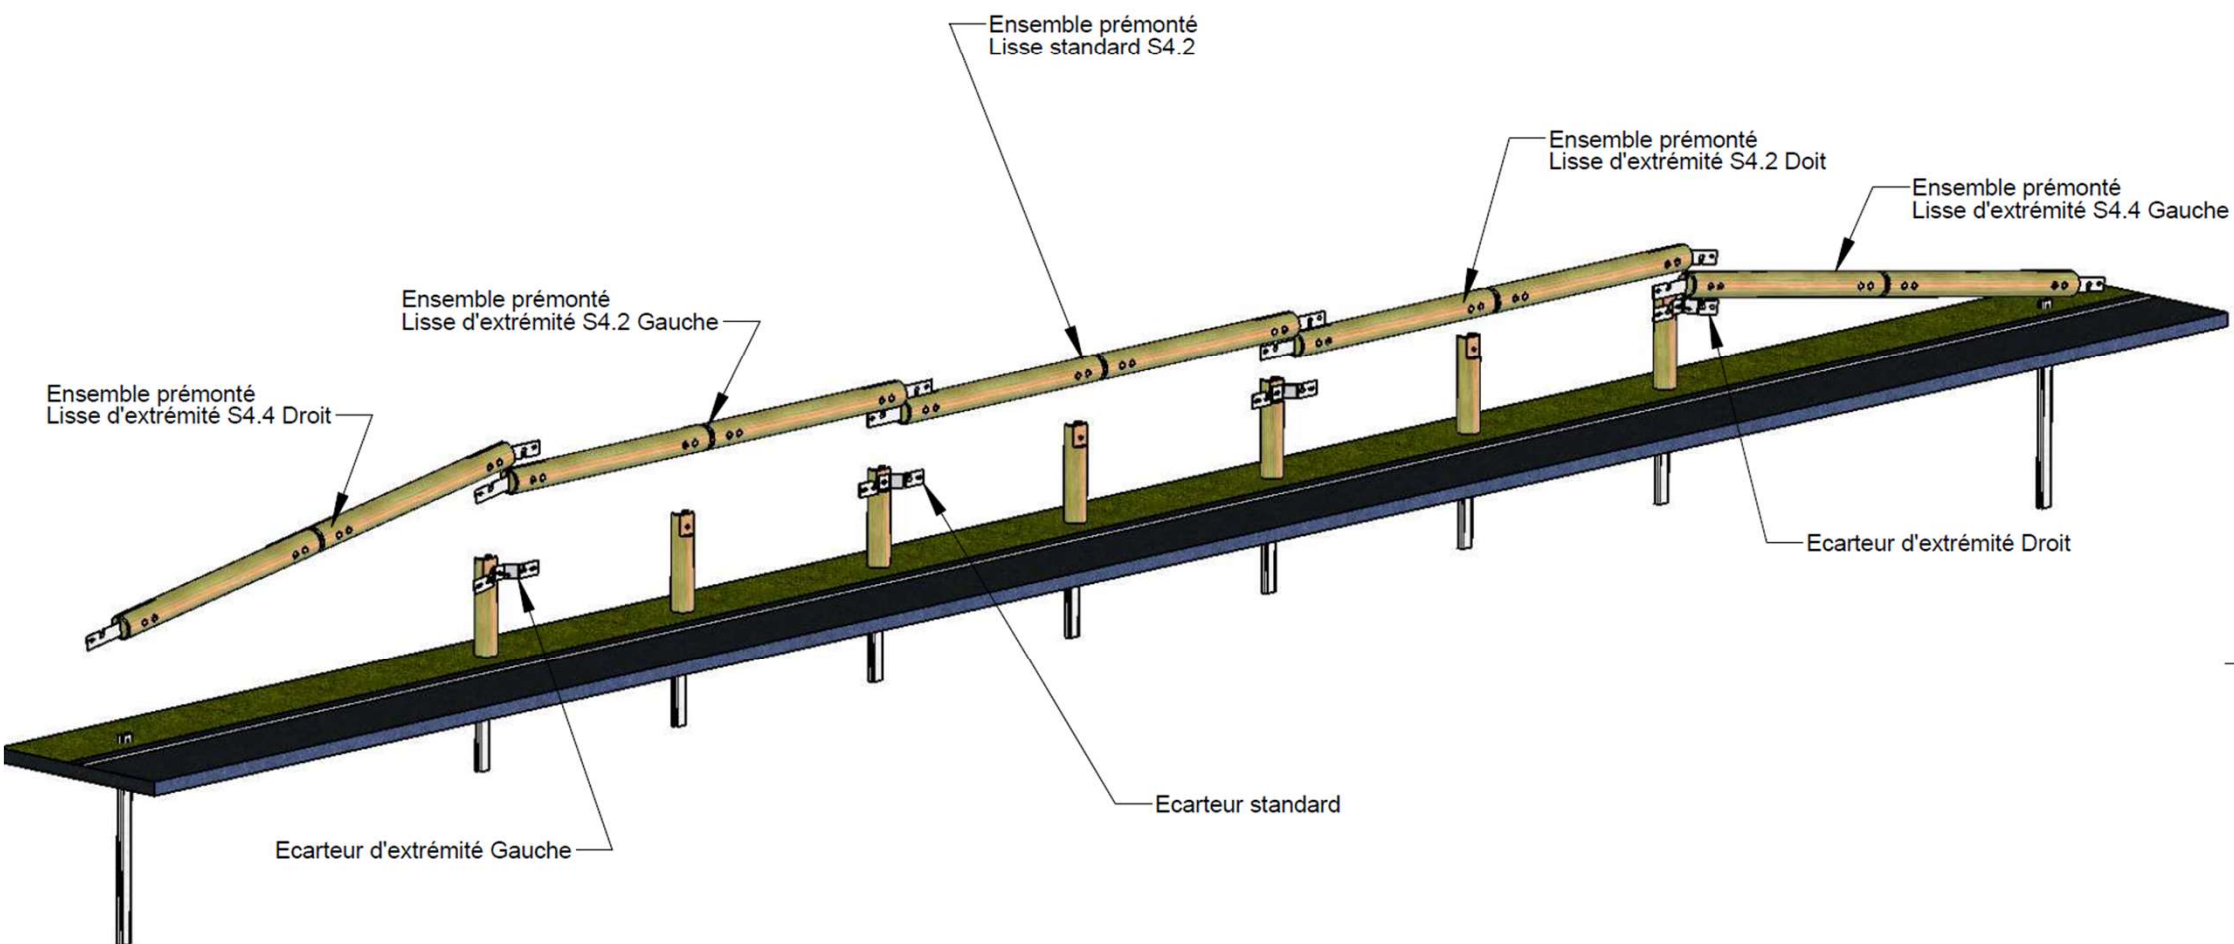 Ensemble prémonté
Lisse standard S4.2
Ensemble prémonté
Lisse d'extrémité S4.2 Doit
Ensemble prémonté
Lisse d'extrémité S4.4 Gauche
Ensemble prémonté
Lisse d'extrémité S4.2 Gauche
Ensemble prémonté
Lisse d'extrémité S4.4 Droit
Ecarteur d'extrémité Droit
Ecarteur standard
Ecarteur d'extrémité Gauche